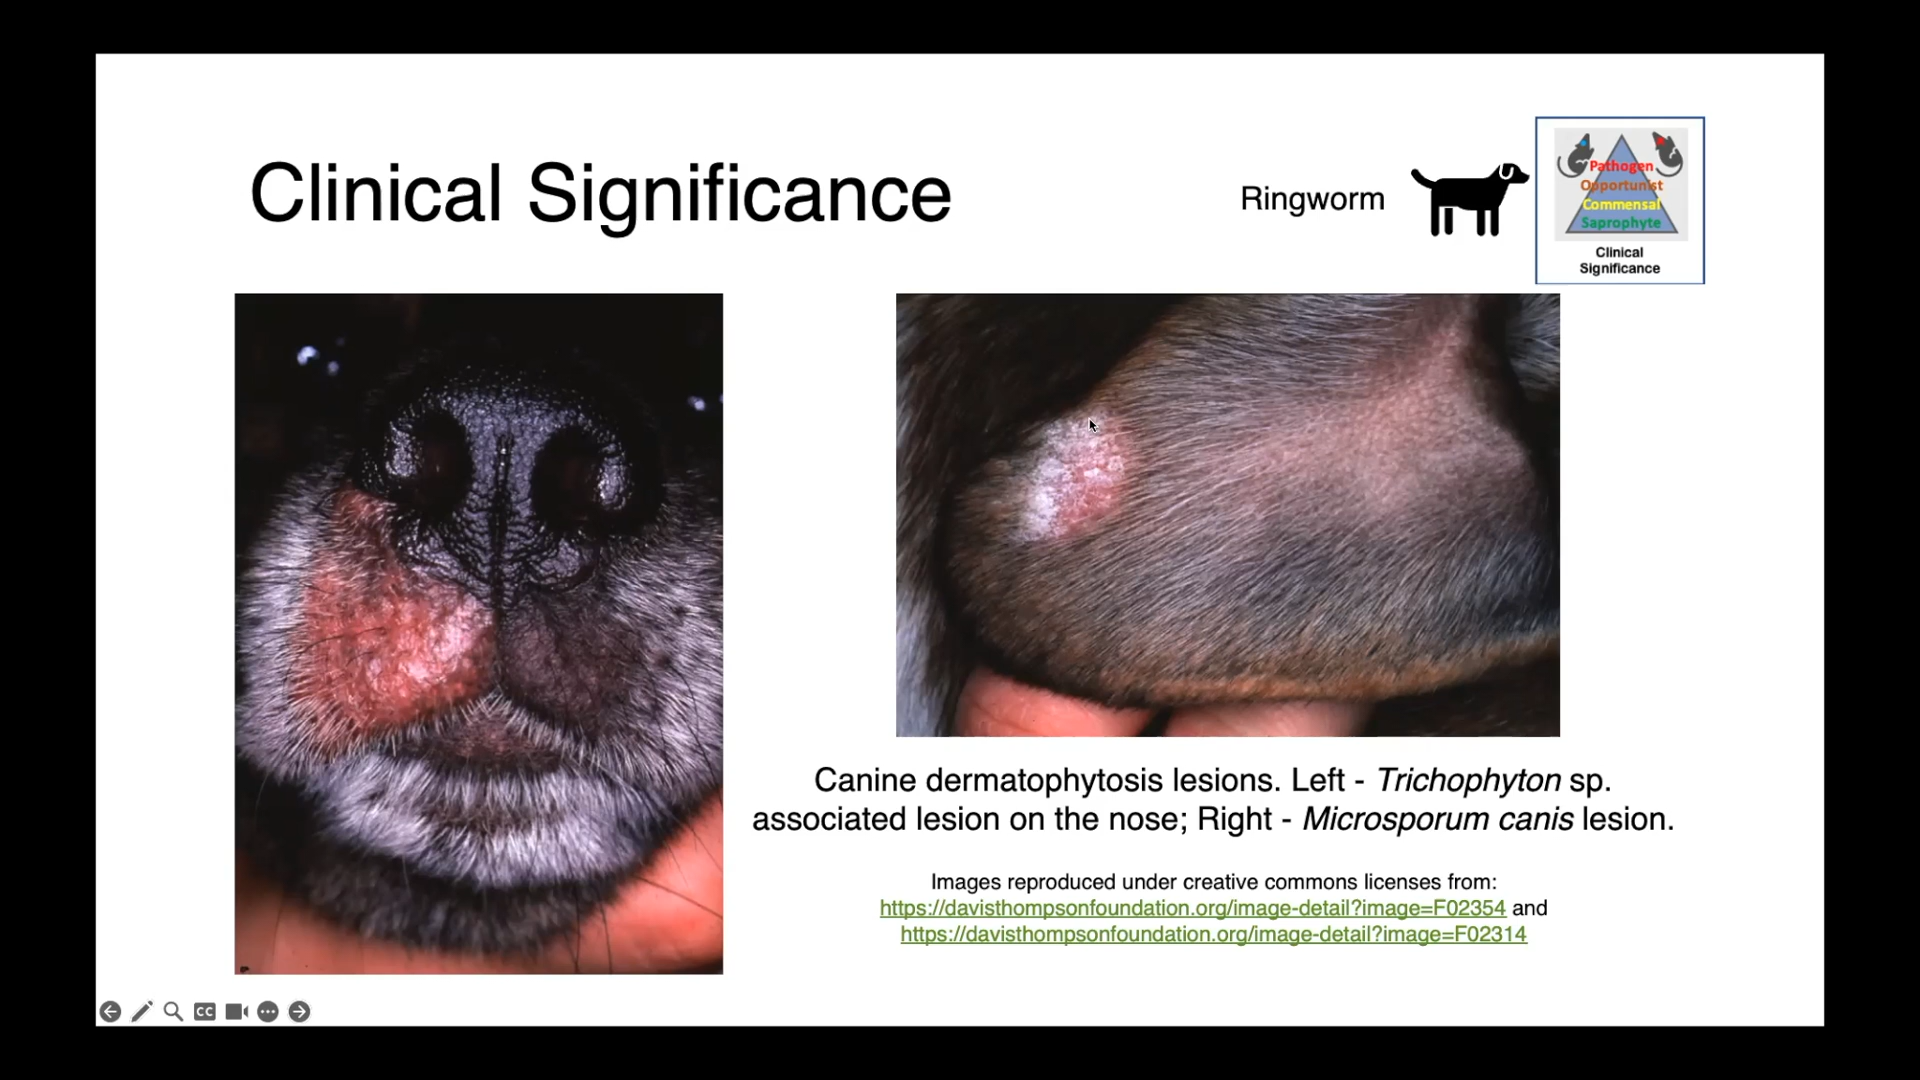 Clinical Significance
Ringworm
Pathogen
Opportunist
Commensal
Saprophyte
Clinical
Significance
Canine dermatophytosis lesions. Left - Trichophyton sp.
associated lesion on the nose; Right - Microsporum canis lesion.
Images reproduced under creative commons licenses from:
https://davisthompsonfoundation.org/image-detail?image=F02354 and
https://davisthompsonfoundation.org/image-detail?image=F02314
CC